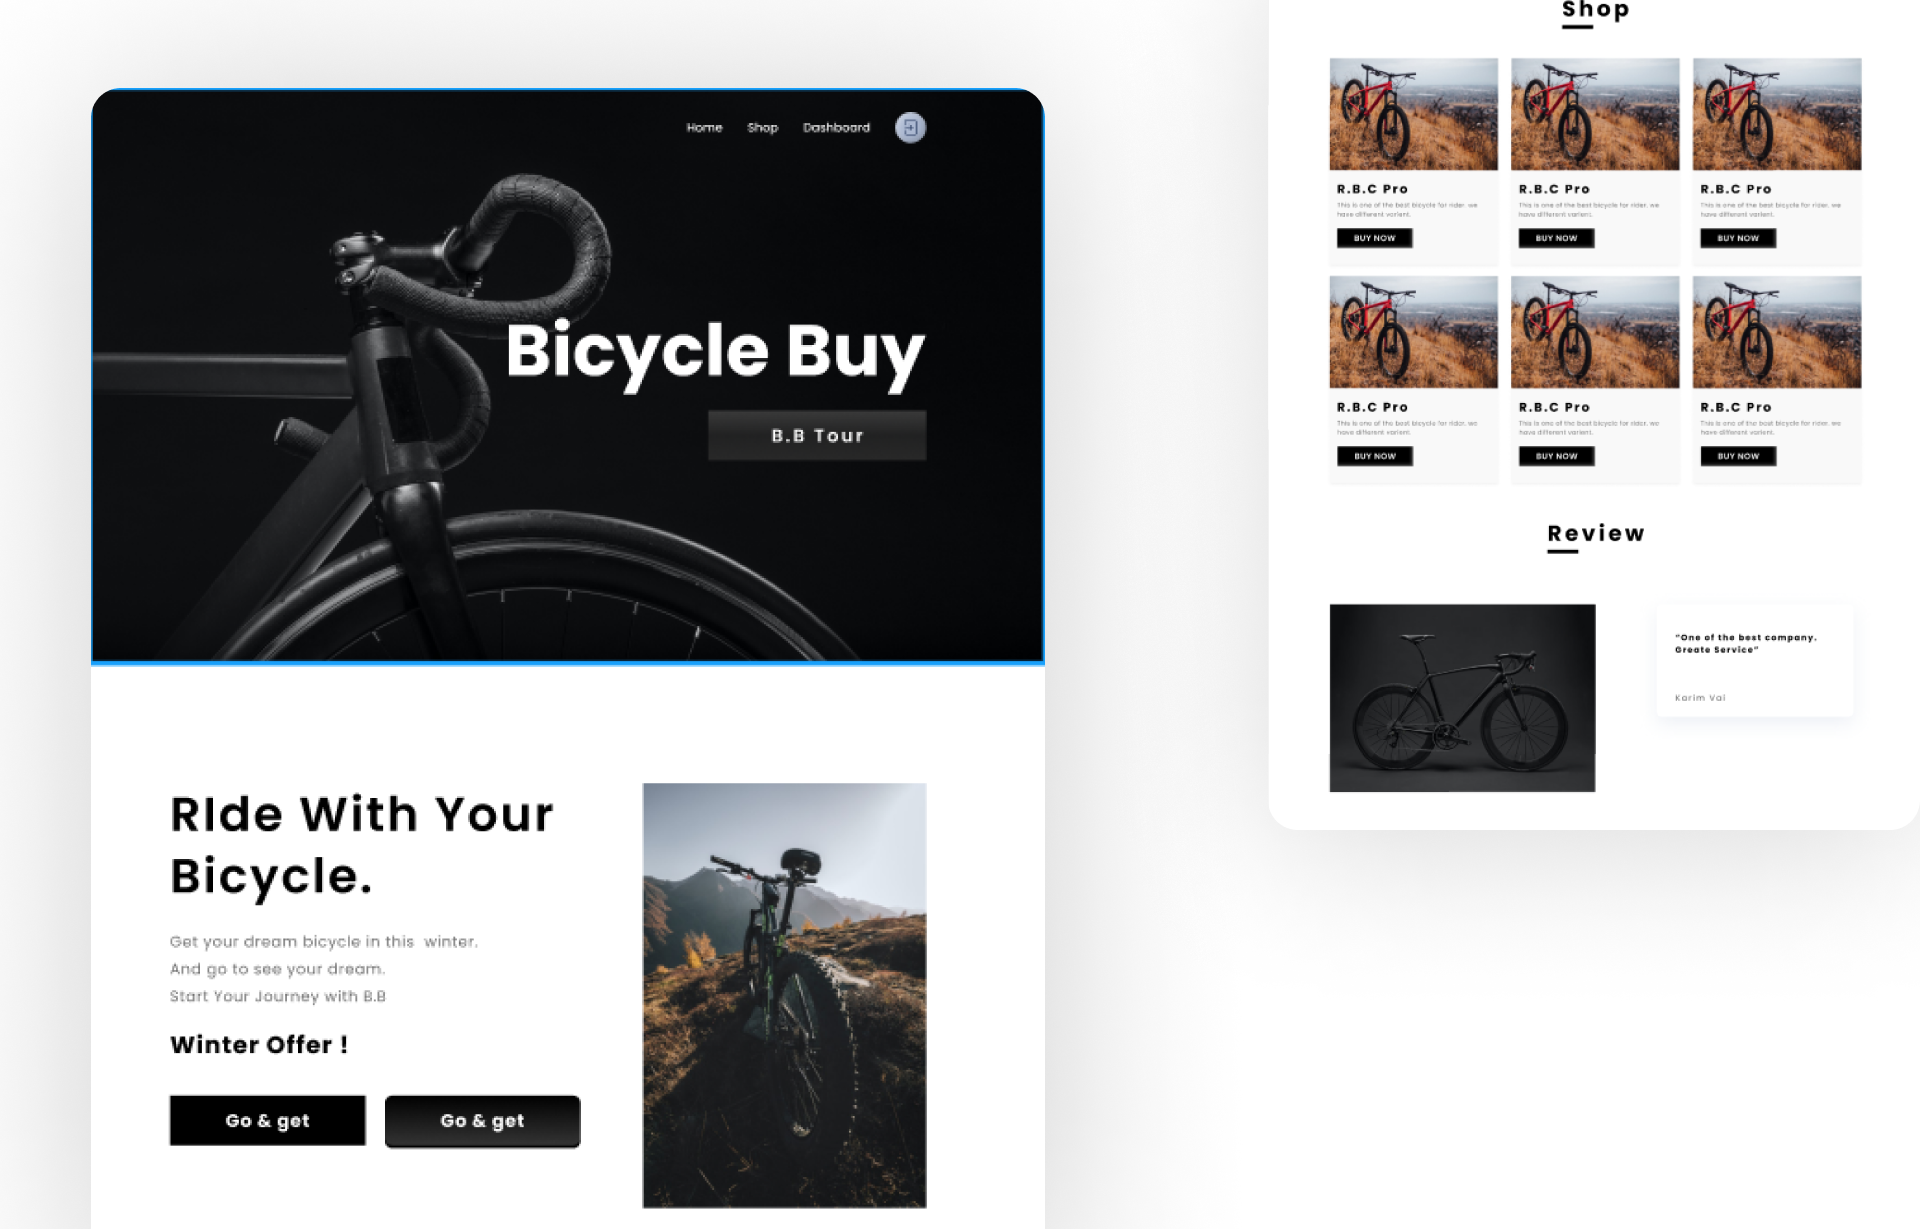 Home Shop Dashboard
Bicycle Buy
B.B Tour
RIde With Your
Bicycle.
Get your dream bicycle in this  winter.
And go to see your dream.
Start Your Journey with B.B
Winter Offer !
Go & get Go & get
Shop
R.B.C Pro R.B.C Pro R.B.C Pro
This is one of the best bicycle for rider. we This is one of the best bicycle for rider. we This is one of the best bicycle for rider. we
have different varient. have different varient. have different varient.
BUY NOW BUY NOW BUY NOW
R.B.C Pro R.B.C Pro R.B.C Pro
This is one of the best bicycle for rider. we This is one of the best bicycle for rider. we This is one of the best bicycle for rider. we
have different varient. have different varient. have different varient.
BUY NOW BUY NOW BUY NOW
Review
"One of the best company.
Greate Service"
Karim Vai